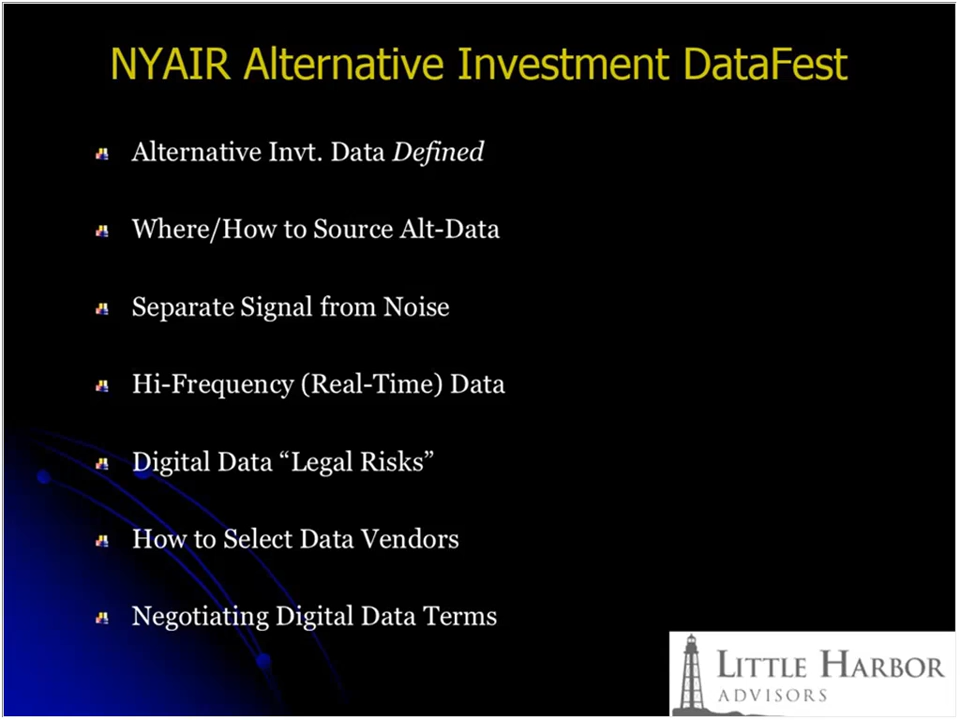 NYAIR Alternative Investment DataFest
Alternative Invt. Data Defined
Where/How to Source Alt-Data
Separate Signal from Noise
Hi-Frequency (Real-Time) Data
Digital Data “Legal Risks”
How to Select Data Vendors
Negotiating Digital Data Terms
LITTLE HARBOR
ADVISORS